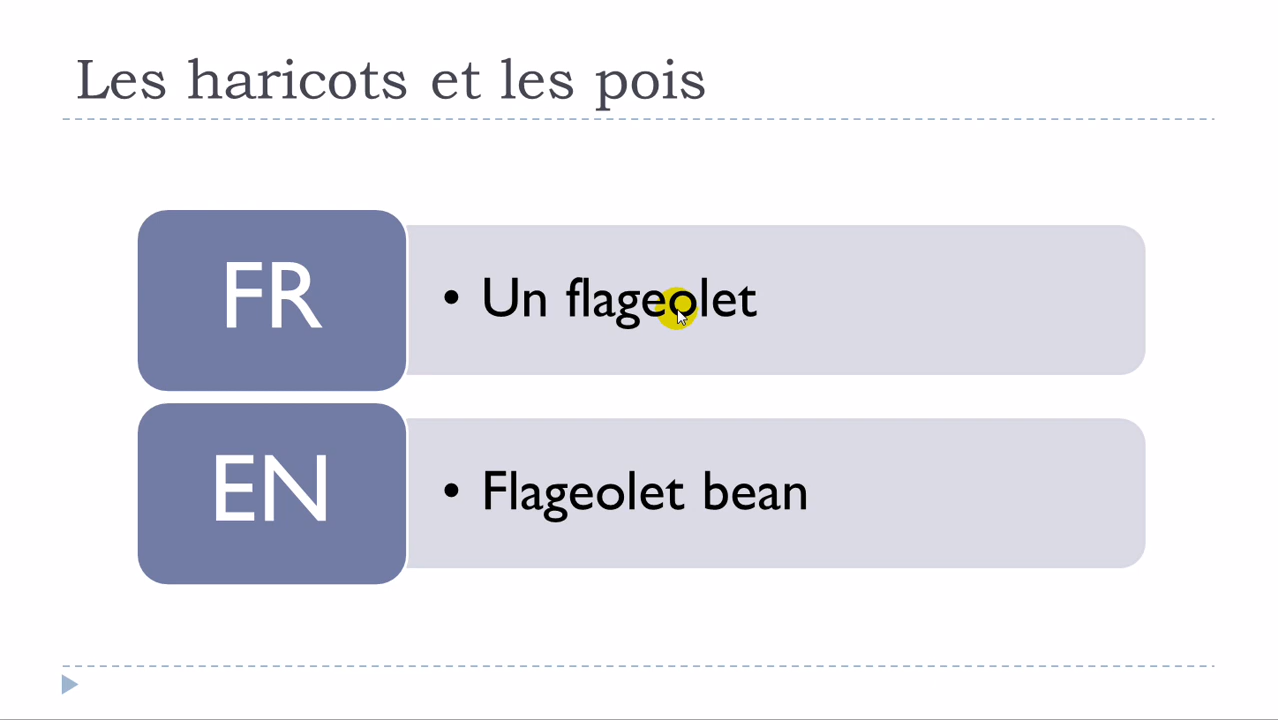 Les haricots et les pois
FR
• Un flageolet
EN
• Flageolet bean